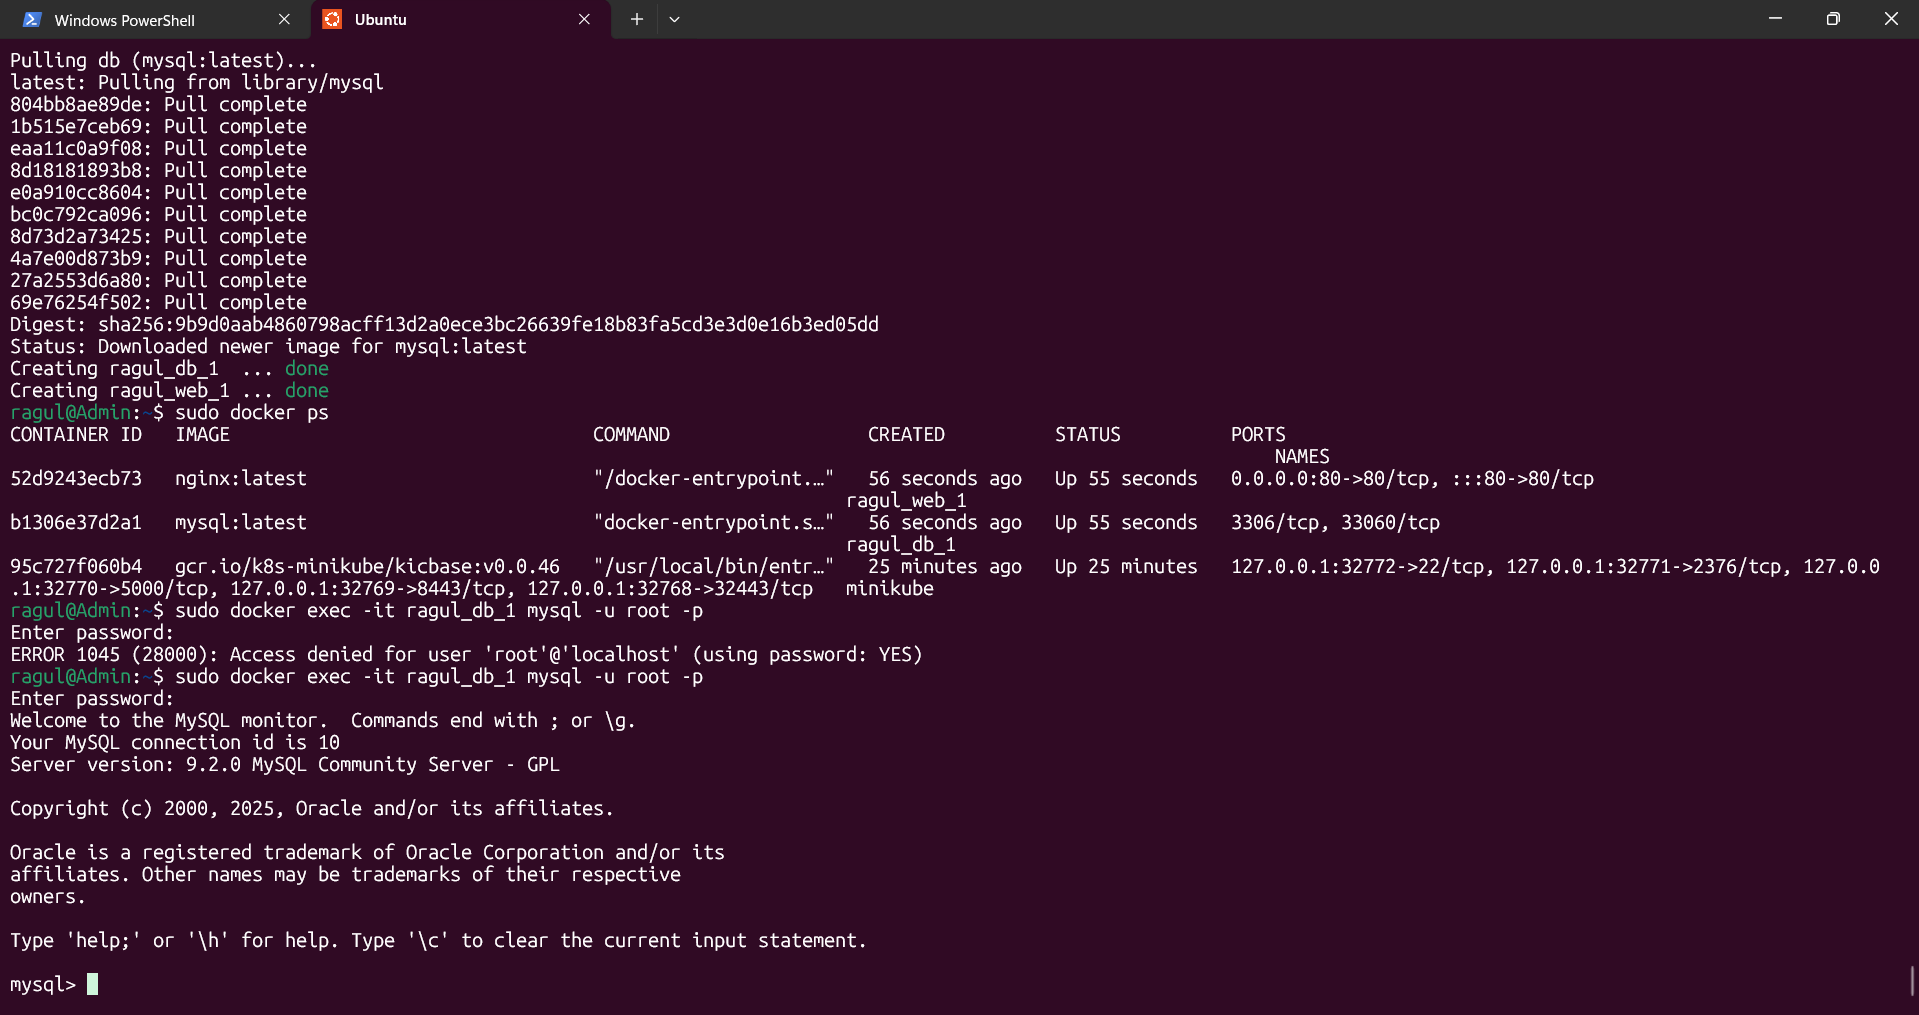 Windows PowerShell
Ubuntu
Pulling db (mysql:latest)...
latest: Pulling from library/mysql
804bb8ae89de: Pull complete
1b515e7ceb69: Pull complete
eaa11c0a9f08: Pull complete
8d18181893b8: Pull complete
e0a910cc8604: Pull complete
bc0c792ca096: Pull complete
8d73d2a73425: Pull complete
4a7e00d873b9: Pull complete
27a2553d6a80: Pull complete
69e76254f502: Pull complete
Digest: sha256:9b9d0aab4860798acff13d2a0ece3bc26639fe18b83fa5cd3e3d0e16b3ed05dd
Status: Downloaded newer image for mysql:latest
Creating ragul_db_1  ... done
Creating ragul_web_1 ... done
ragul@Admin:~$ sudo docker ps
CONTAINER ID   IMAGE                                 COMMAND                  CREATED          STATUS          PORTS
NAMES
52d9243ecb73   nginx:latest                          "/docker-entrypoint.…"   56 seconds ago   Up 55 seconds   0.0.0.0:80->80/tcp, :::80->80/tcp
ragul_web_1
b1306e37d2a1   mysql:latest                          "docker-entrypoint.s…"   56 seconds ago   Up 55 seconds   3306/tcp, 33060/tcp
ragul_db_1
95c727f060b4   gcr.io/k8s-minikube/kicbase:v0.0.46   "/usr/local/bin/entr…"   25 minutes ago   Up 25 minutes   127.0.0.1:32772->22/tcp, 127.0.0.1:32771->2376/tcp, 127.0.0
.1:32770->5000/tcp, 127.0.0.1:32769->8443/tcp, 127.0.0.1:32768->32443/tcp   minikube
ragul@Admin:~$ sudo docker exec -it ragul_db_1 mysql -u root -p
Enter password:
ERROR 1045 (28000): Access denied for user 'root'@'localhost' (using password: YES)
ragul@Admin:~$ sudo docker exec -it ragul_db_1 mysql -u root -p
Enter password:
Welcome to the MySQL monitor.  Commands end with ; or \g.
Your MySQL connection id is 10
Server version: 9.2.0 MySQL Community Server - GPL
Copyright (c) 2000, 2025, Oracle and/or its affiliates.
Oracle is a registered trademark of Oracle Corporation and/or its
affiliates. Other names may be trademarks of their respective
owners.
Type 'help;' or '\h' for help. Type '\c' to clear the current input statement.
mysql>